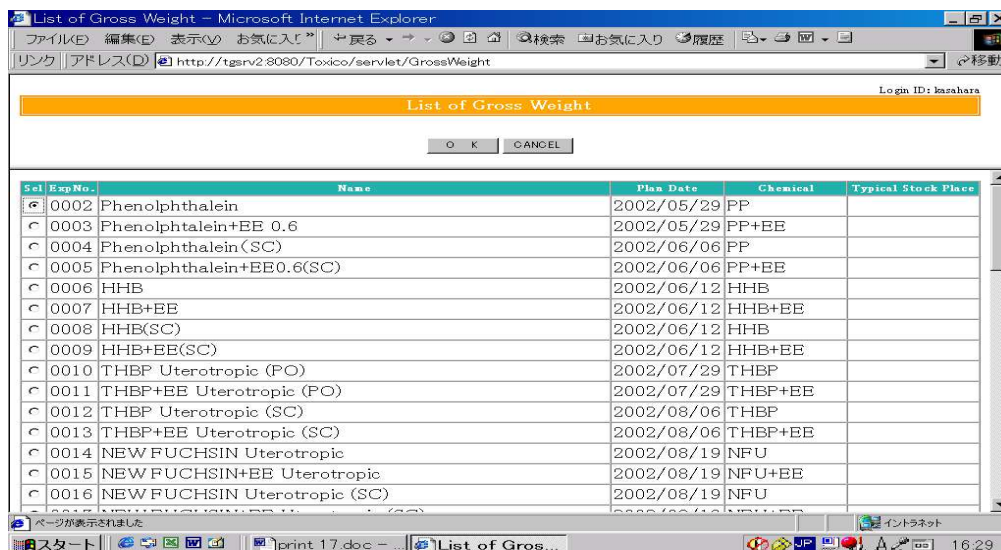 List of Gross Weight - Microsoft Internet Explorer
ファイル(F) 編集(E) 表示(V) お気に入り » 戻る 検索 お気に入り 履歴
リンク アドレス(D) http://tgsrv2:8080/Toxico/servlet/GrossWeight 移動
Login ID: kasahara
List of Gross Weight
O K CANCEL
Sel ExpNo. Name Plan Date Chemical Typical Stock Place
0002 Phenolphthalein 2002/05/29 PP
0003 Phenolphtalein+EE 0.6 2002/05/29 PP+EE
0004 Phenolphthalein(SC) 2002/06/06 PP
0005 Phenolphthalein+EE0.6(SC) 2002/06/06 PP+EE
0006 HHB 2002/06/12 HHB
0007 HHB+EE 2002/06/12 HHB+EE
0008 HHB(SC) 2002/06/12 HHB
0009 HHB+EE(SC) 2002/06/12 HHB+EE
0010 THBP Uterotropic (PO) 2002/07/29 THBP
0011 THBP+EE Uterotropic (PO) 2002/07/29 THBP+EE
0012 THBP Uterotropic (SC) 2002/08/06 THBP
0013 THBP+EE Uterotropic (SC) 2002/08/06 THBP+EE
0014 NEW FUCHSIN Uterotropic 2002/08/19 NFU
0015 NEW FUCHSIN+EE Uterotropic 2002/08/19 NFU+EE
0016 NEW FUCHSIN Uterotropic (SC) 2002/08/19 NFU
ページが表示されました イントラネット
スタート print 17.doc - ... List of Gros... JP A 16:29